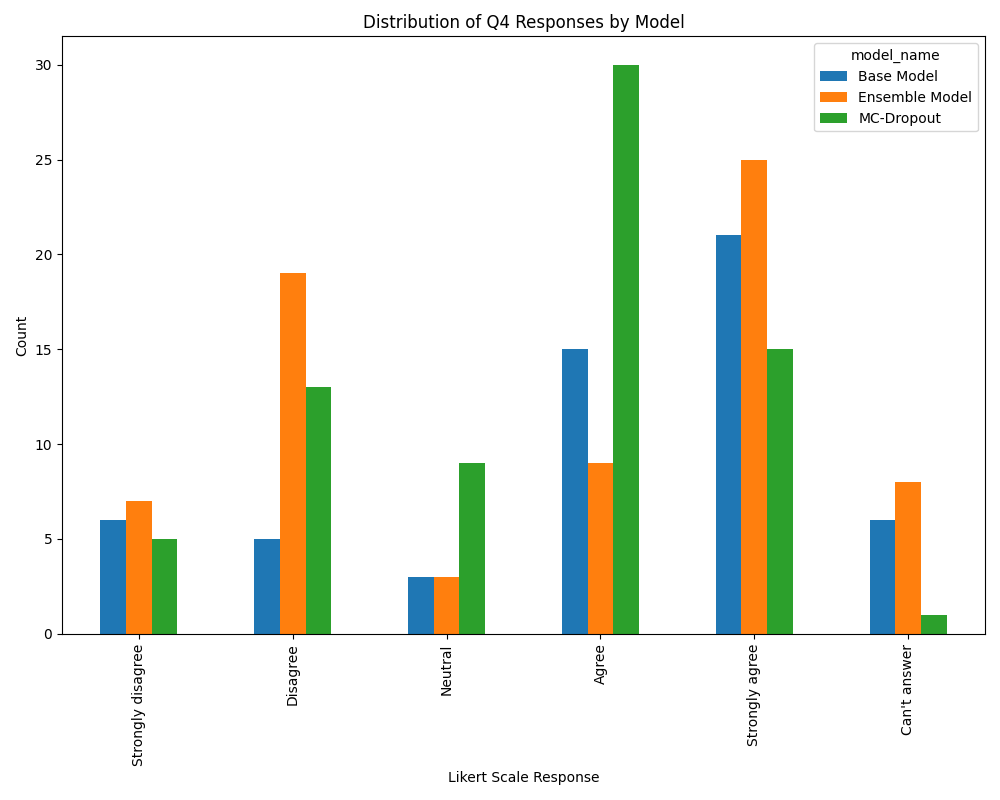 Distribution of Q4 Responses by Model
model_name
Base Model
Ensemble Model
MC-Dropout
Count
30
25
20
15
10
5
0
Strongly disagree
Disagree
Neutral
Agree
Strongly agree
Can't answer
Likert Scale Response